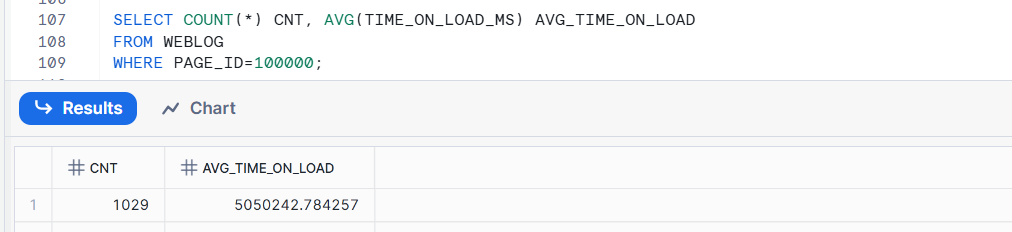 107 SELECT COUNT(*) CNT, AVG(TIME_ON_LOAD_MS) AVG_TIME_ON_LOAD
108 FROM WEBLOG
109 WHERE PAGE_ID=100000;
Results Chart
CNT AVG_TIME_ON_LOAD
1 1029 5050242.784257